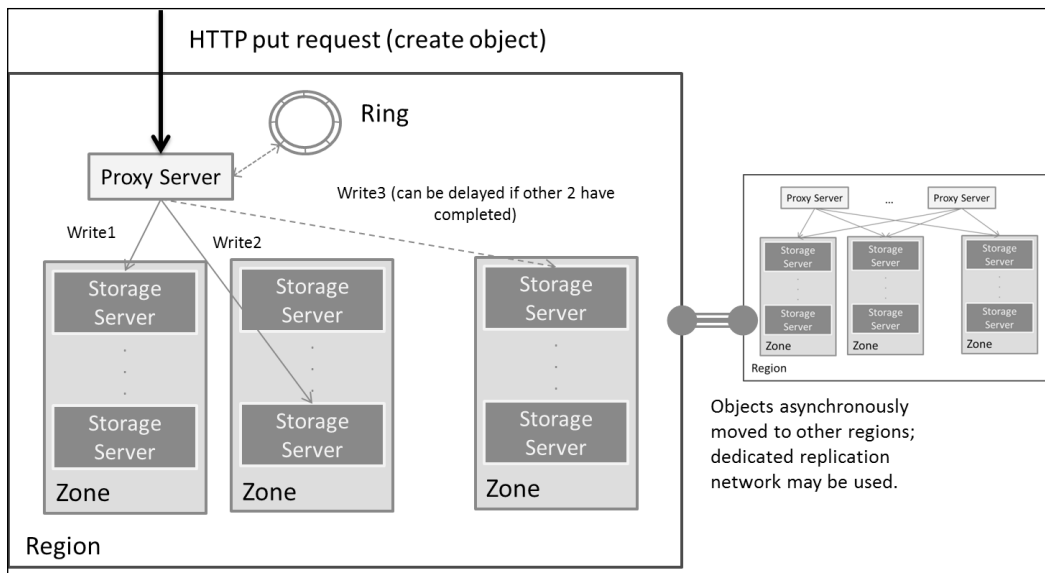 HTTP put request (create object)
Ring
Proxy Server
Write3 (can be delayed if other 2 have
completed)
Write1
Write2
Storage
Server
Storage
Server
Zone
Storage
Server
Storage
Server
Zone
Storage
Server
Storage
Server
Zone
Region
Proxy Server
...
Proxy Server
Storage
Server
Storage
Server
Zone
Storage
Server
Storage
Server
Zone
Storage
Server
Storage
Server
Zone
Region
Objects asynchronously
moved to other regions;
dedicated replication
network may be used.